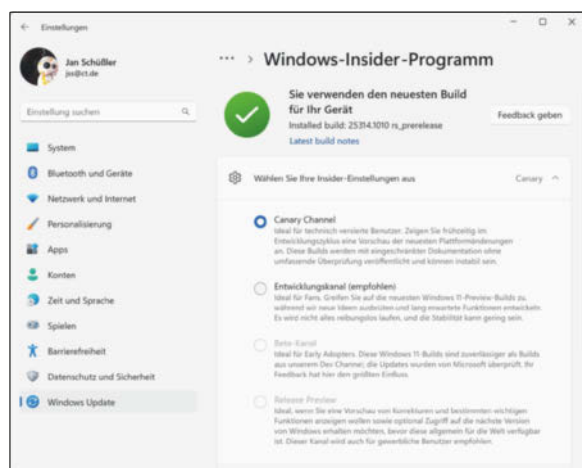 Einstellungen
Jan Schüßler
jss@ct.de
Einstellung suchen
System
Bluetooth und Geräte
Netzwerk und Internet
Personalisierung
Apps
Konten
Zeit und Sprache
Spielen
Barrierefreiheit
Datenschutz und Sicherheit
Windows Update
... > Windows-Insider-Programm
Sie verwenden den neuesten Build
für Ihr Gerät
Installed build: 25314.1010 rs_prerelease
Latest build notes
Feedback geben
Wählen Sie Ihre Insider-Einstellungen aus
Canary
Canary Channel
Ideal für technisch versierte Benutzer. Zeigen Sie frühzeitig im
Entwicklungszyklus eine Vorschau der neuesten Plattformänderungen
an. Diese Builds werden mit eingeschränkter Dokumentation ohne
umfassende Überprüfung veröffentlicht und können instabil sein.
Entwicklungskanal (empfohlen)
Ideal für Fans. Greifen Sie auf die neuesten Windows 11-Preview-Builds zu,
während wir neue Ideen ausbrüten und lang erwartete Funktionen entwickeln.
Es wird nicht alles reibungslos laufen, und die Stabilität kann gering sein.
Beta-Kanal
Ideal für Early Adopters. Diese Windows 11-Builds sind zuverlässiger als Builds
aus unserem Dev Channel; die Updates wurden von Microsoft überprüft. Ihr
Feedback hat hier den größten Einfluss.
Release Preview
Ideal, wenn Sie eine Vorschau von Korrekturen und bestimmten wichtigen
Funktionen anzeigen wollen sowie optional Zugriff auf die nächste Version
von Windows erhalten möchten, bevor diese allgemein für die Welt verfügbar
ist. Dieser Kanal wird auch für gewerbliche Benutzer empfohlen.